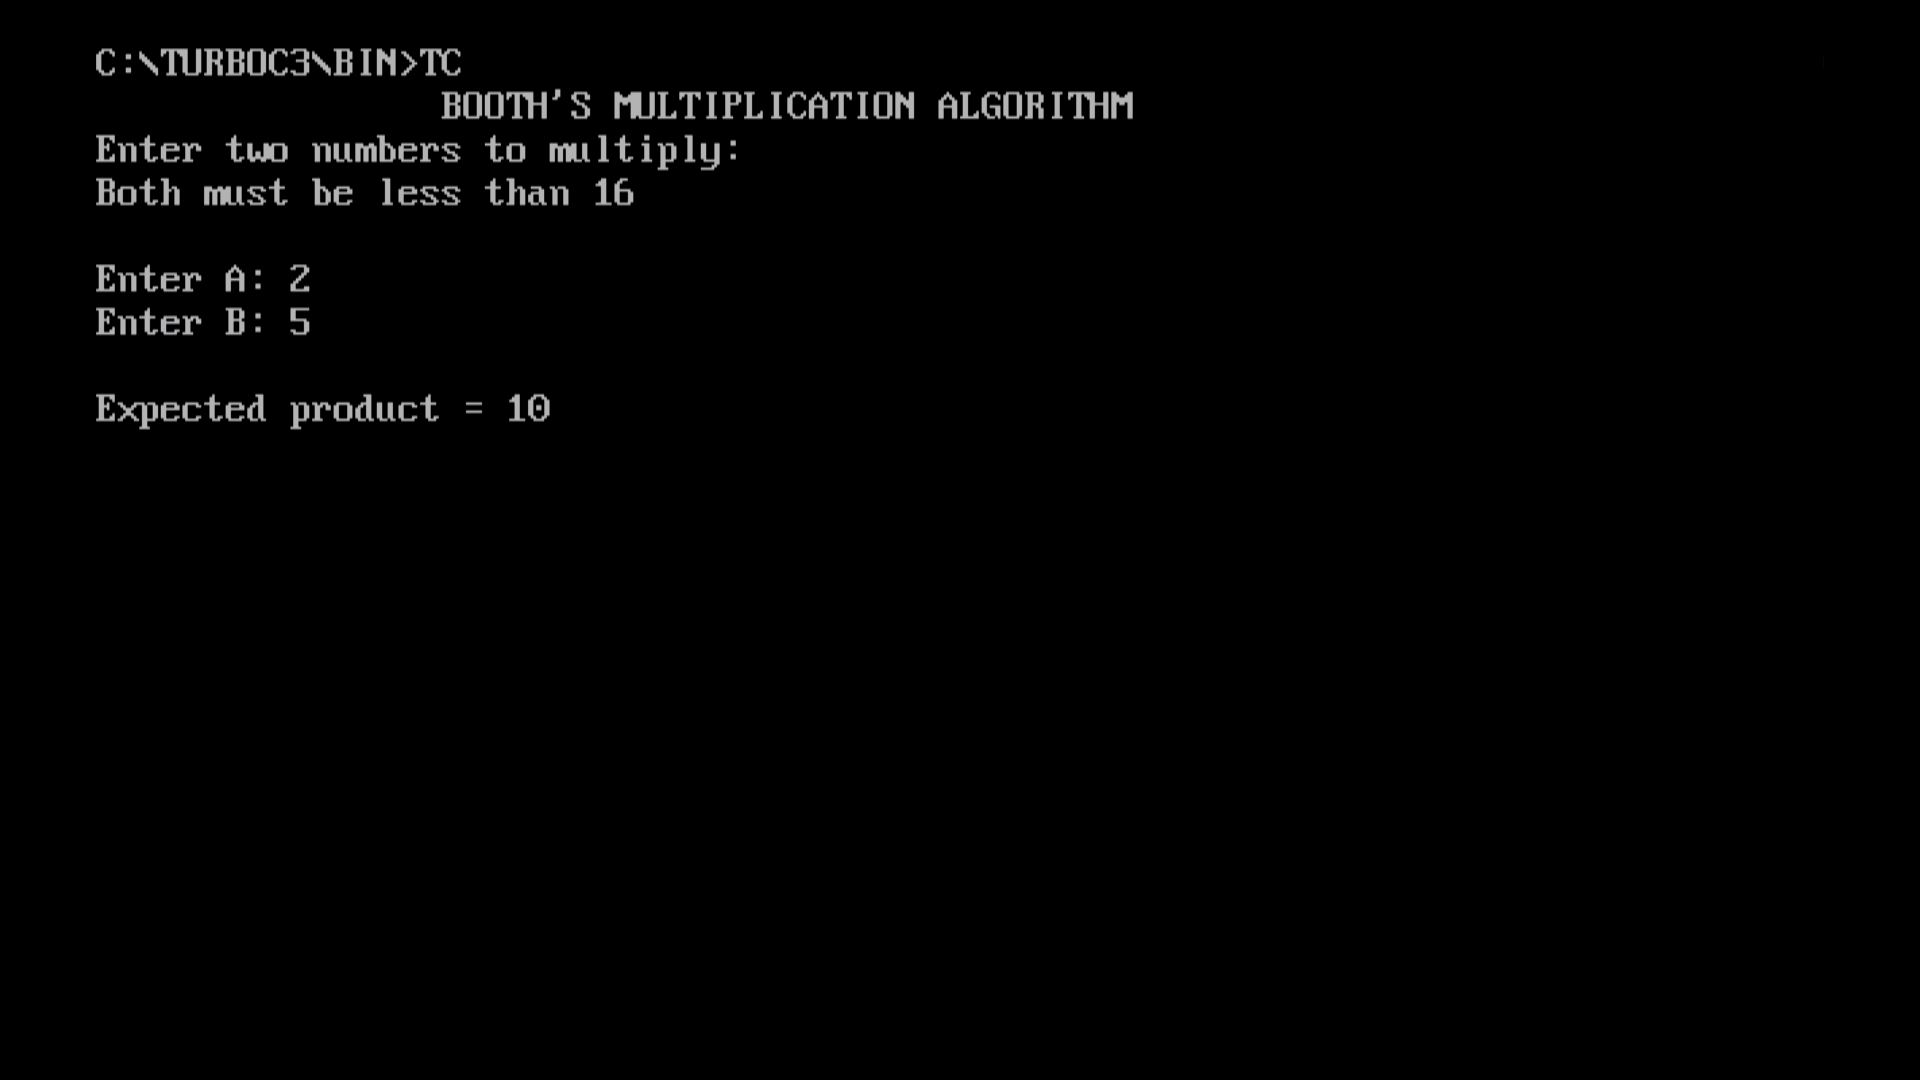 C:\TURBOC3\BIN>TC
BOOTH'S MULTIPLICATION ALGORITHM
Enter two numbers to multiply:
Both must be less than 16
Enter A: 2
Enter B: 5
Expected product = 10